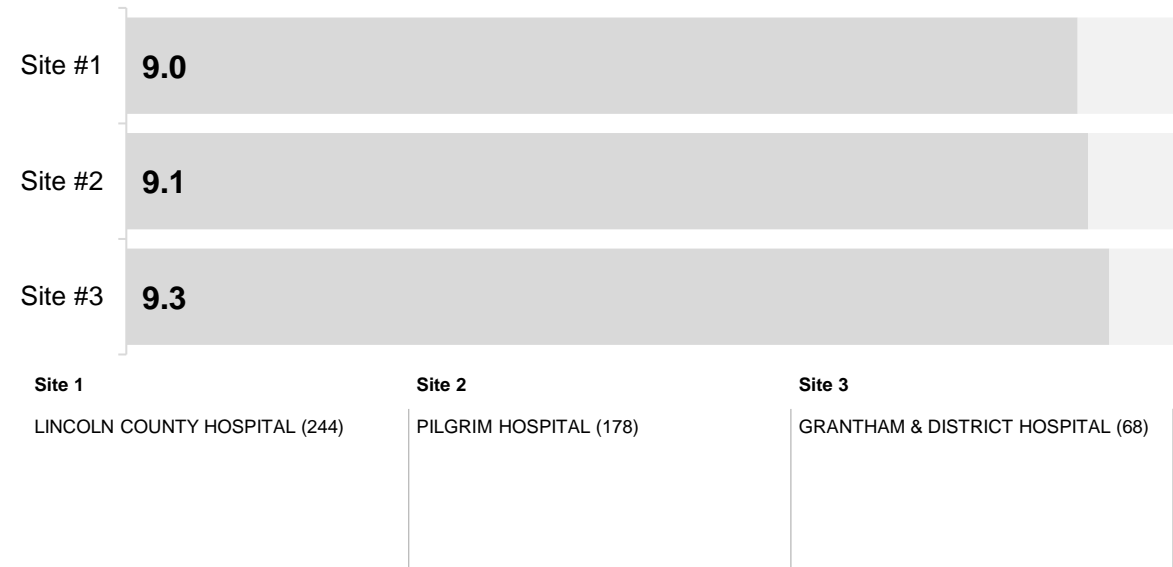 Site #1 9.0
Site #2 9.1
Site #3 9.3
Site 1 Site 2 Site 3
LINCOLN COUNTY HOSPITAL (244) PILGRIM HOSPITAL (178) GRANTHAM & DISTRICT HOSPITAL (68)